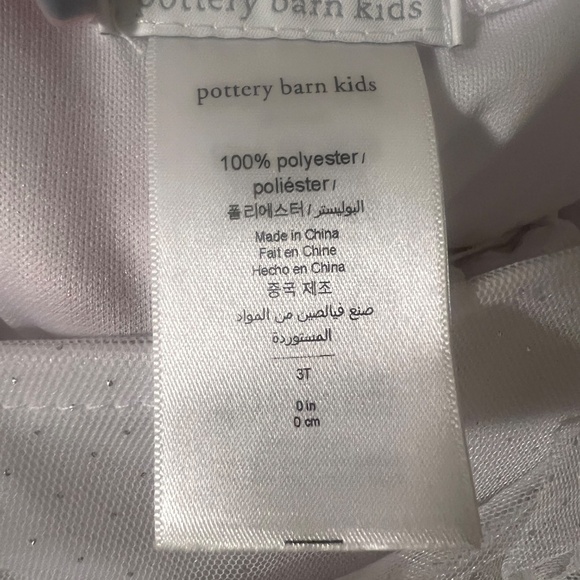 pottery barn kids
pottery barn kids
100% polyester/
poliéster/
폴리에스터/البوليستر
Made in China
Fait en Chine
Hecho en China
중국 제조
صنع فيالصين من المواد
المستوردة
3T
0 in
0 cm